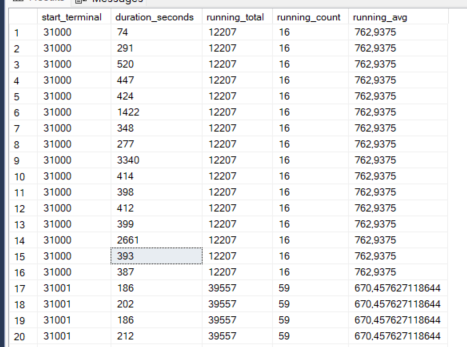 Messages
start_terminal duration_seconds running_total running_count running_avg
1 31000 74 12207 16 762,9375
2 31000 291 12207 16 762,9375
3 31000 520 12207 16 762,9375
4 31000 447 12207 16 762,9375
5 31000 424 12207 16 762,9375
6 31000 1422 12207 16 762,9375
7 31000 348 12207 16 762,9375
8 31000 277 12207 16 762,9375
9 31000 3340 12207 16 762,9375
10 31000 414 12207 16 762,9375
11 31000 398 12207 16 762,9375
12 31000 412 12207 16 762,9375
13 31000 399 12207 16 762,9375
14 31000 2661 12207 16 762,9375
15 31000 393 12207 16 762,9375
16 31000 387 12207 16 762,9375
17 31001 186 39557 59 670,457627118644
18 31001 202 39557 59 670,457627118644
19 31001 186 39557 59 670,457627118644
20 31001 212 39557 59 670,457627118644